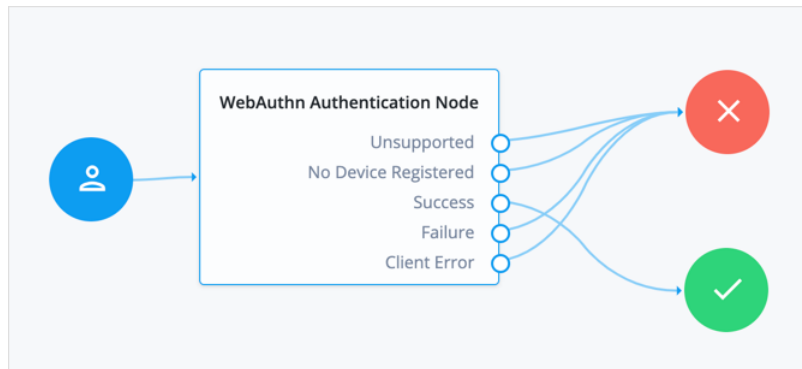 WebAuthn Authentication Node
Unsupported
No Device Registered
Success
Failure
Client Error